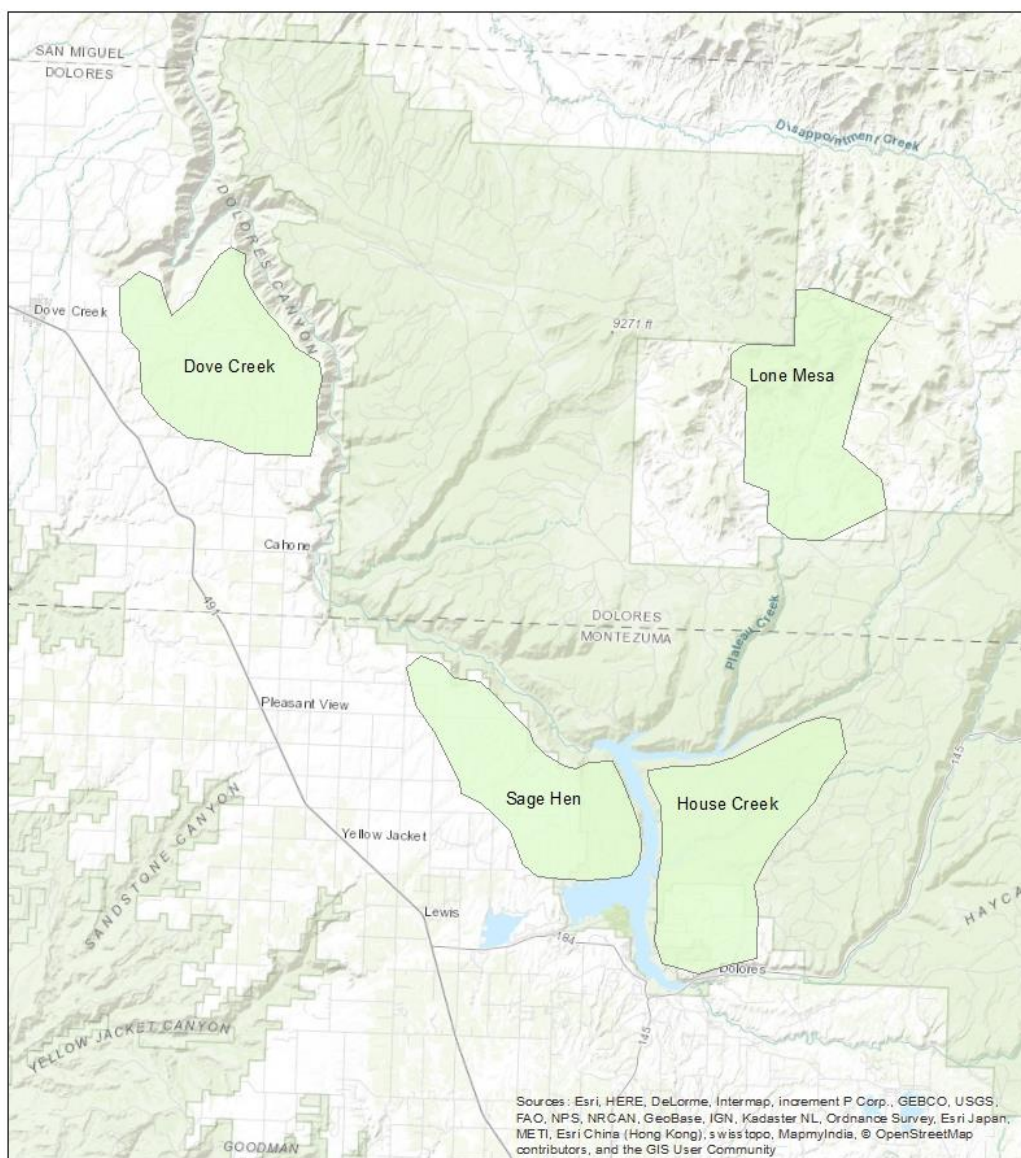 SAN MIGUEL
DOLORES
Disappointment Creek
DOLORES CANYON
Dove Creek
9271 ft
Dove Creek
Lone Mesa
Cahone
491
DOLORES
MONTEZUMA
Plateau Creek
Pleasant View
145
Sage Hen
House Creek
Yellow Jacket
SANDSTONE CANYON
Lewis
184
HAYCA
Dolores
YELLOW JACKET CANYON
145
Sources: Esri, HERE, DeLorme, Intermap, increment P Corp., GEBCO, USGS,
FAO, NPS, NRCAN, GeoBase, IGN, Kadaster NL, Ordnance Survey, Esri Japan,
METI, Esri China (Hong Kong), swisstopo, MapmyIndia, © OpenStreetMap
contributors, and the GIS User Community
GOODMAN